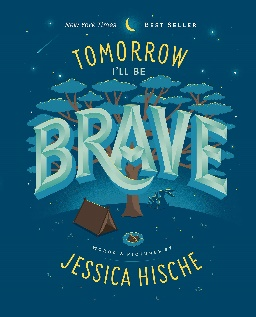 New York Times BEST SELLER
TOMORROW
I'LL BE
BRAVE
WORDS & PICTURES BY
JESSICA HISCHE